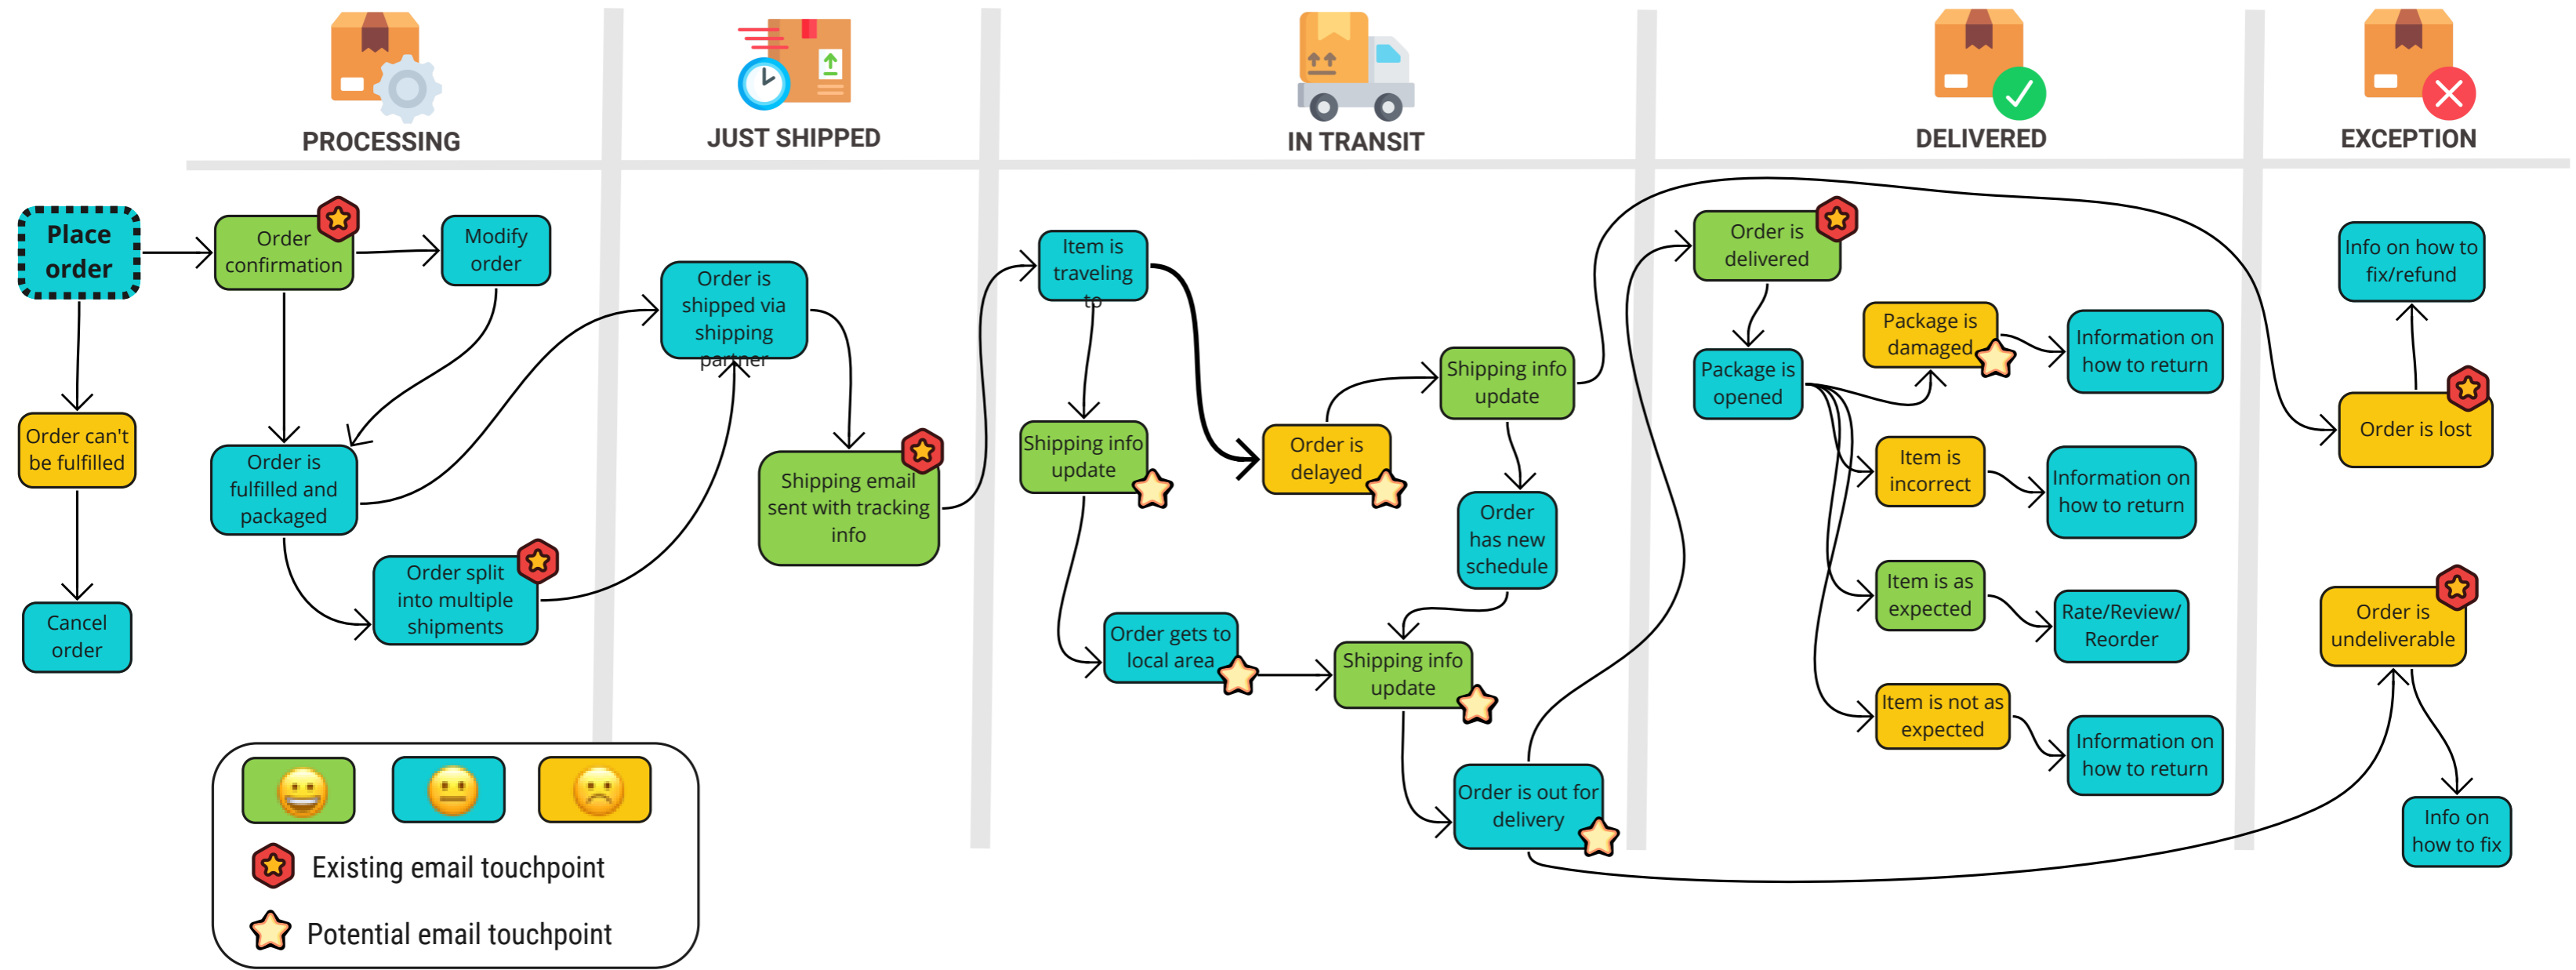 PROCESSING
JUST SHIPPED
IN TRANSIT
DELIVERED
EXCEPTION
Place
order
Order can't
be fulfilled
Cancel
order
Order
confirmation
Modify
order
Order is
fulfilled and
packaged
Order split
into multiple
shipments
Order is
shipped via
shipping
partner
Shipping email
sent with tracking
info
Item is
traveling
to
Shipping info
update
Order gets to
local area
Order is
delayed
Shipping info
update
Order
has new
schedule
Shipping info
update
Order is out for
delivery
Order is
delivered
Package is
opened
Package is
damaged
Information on
how to return
Item is
incorrect
Information on
how to return
Item is as
expected
Rate/Review/
Reorder
Item is not as
expected
Information on
how to return
Info on how to
fix/refund
Order is lost
Order is
undeliverable
Info on
how to fix
Existing email touchpoint
Potential email touchpoint